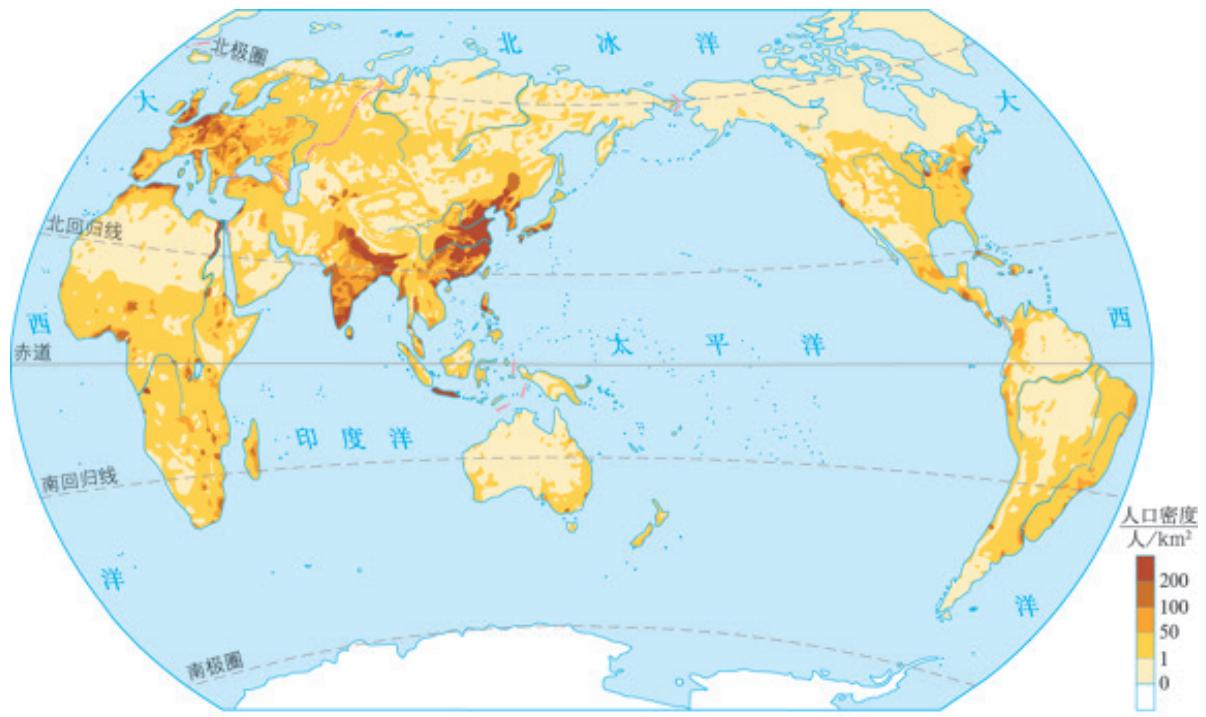 北极圈
北冰洋
大
大
北回归线
西
西
赤道
太平洋
印度洋
南回归线
人口密度
人/km²
200
100
50
1
0
洋
洋
南极圈